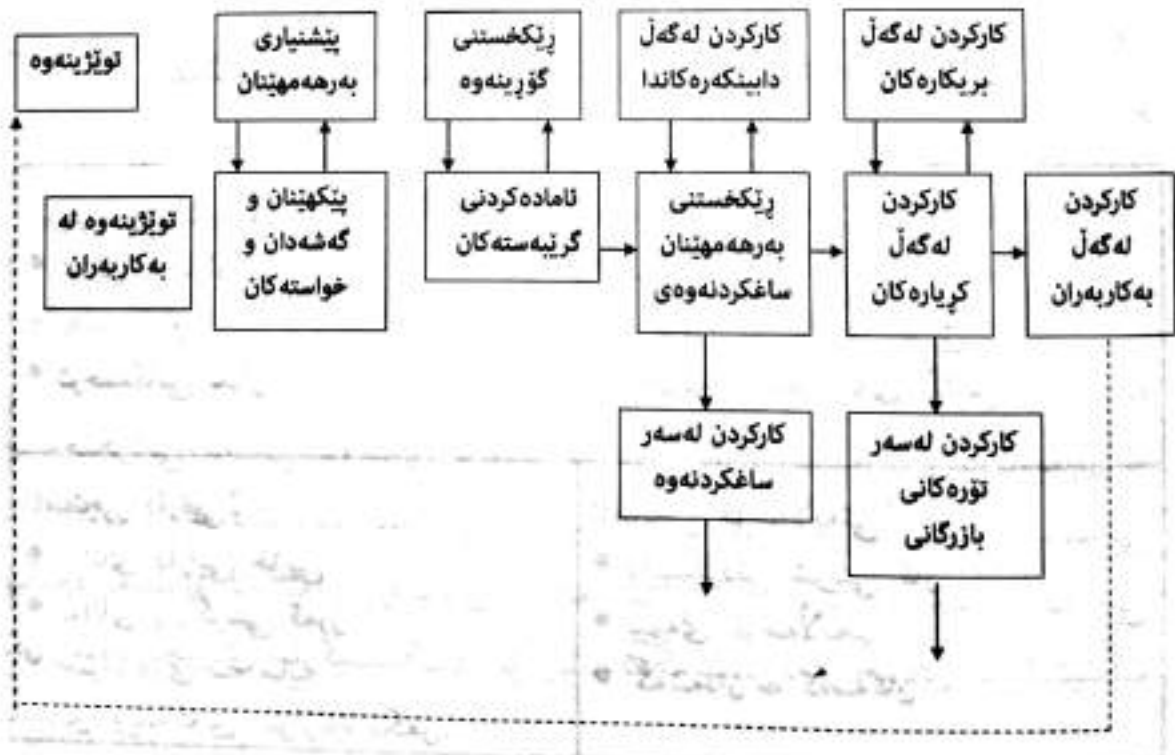 توێژینەوە
پێشنیاری
بەرهەمهێنان
ڕێکخستنی
گۆڕینەوە
کارکردن لەگەڵ
دابینکەرەکاندا
کارکردن لەگەڵ
بریکارەکان
توێژینەوە لە
بەکاربەران
پێکهێنان و
گەشەدان و
خواستەکان
ئامادەکردنی
گرێبەستەکان
ڕێکخستنی
بەرهەمهێنان
ساغکردنەوەی
کارکردن
لەگەڵ
کڕیارەکان
کارکردن
لەگەڵ
بەکاربەران
کارکردن لەسەر
ساغکردنەوە
کارکردن لەسەر
تۆرەکانی
بازرگانی